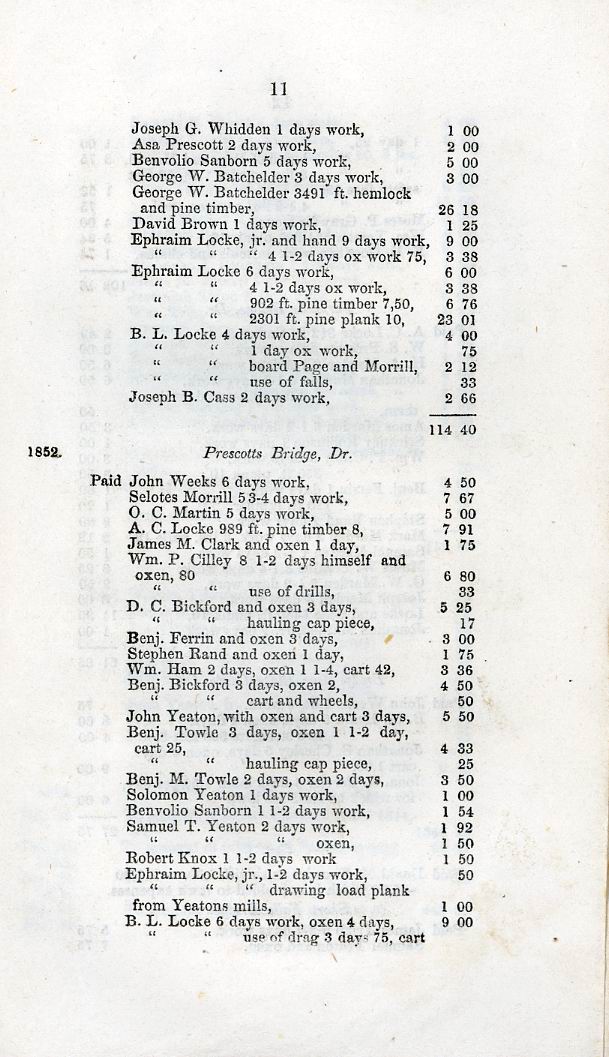 11
Joseph G. Whidden 1 days work, 1 00
Asa Prescott 2 days work, 2 00
Benvolio Sanborn 5 days work, 5 00
George W. Batchelder 3 days work, 3 00
George W. Batchelder 3491 ft. hemlock
and pine timber, 26 18
David Brown 1 days work, 1 25
Ephraim Locke, jr. and hand 9 days work, 9 00
“ “ “ 4 1-2 days ox work 75, 3 38
Ephraim Locke 6 days work, 6 00
“ “ 4 1-2 days ox work, 3 38
“ “ 902 ft. pine timber 7,50, 6 76
“ “ 2301 ft. pine plank 10, 23 01
B. L. Locke 4 days work, 4 00
“ “ 1 day ox work, 75
“ “ board Page and Morrill, 2 12
“ “ use of falls, 33
Joseph B. Cass 2 days work, 2 66
114 40
1852. Prescotts Bridge, Dr.
Paid John Weeks 6 days work, 4 50
Selotes Morrill 5 3-4 days work, 7 67
O. C. Martin 5 days work, 5 00
A. C. Locke 989 ft. pine timber 8, 7 91
James M. Clark and oxen 1 day, 1 75
Wm. P. Cilley 8 1-2 days himself and
oxen, 80 6 80
“ “ use of drills, 33
D. C. Bickford and oxen 3 days, 5 25
“ “ hauling cap piece, 17
Benj. Ferrin and oxen 3 days, 3 00
Stephen Rand and oxen 1 day, 1 75
Wm. Ham 2 days, oxen 1 1-4, cart 42, 3 36
Benj. Bickford 3 days, oxen 2, 4 50
“ “ cart and wheels, 50
John Yeaton, with oxen and cart 3 days, 5 50
Benj. Towle 3 days, oxen 1 1-2 day,
cart 25, 4 33
“ “ hauling cap piece, 25
Benj. M. Towle 2 days, oxen 2 days, 3 50
Solomon Yeaton 1 days work, 1 00
Benvolio Sanborn 1 1-2 days work, 1 54
Samuel T. Yeaton 2 days work, 1 92
“ “ “ oxen, 1 50
Robert Knox 1 1-2 days work 1 50
Ephraim Locke, jr., 1-2 days work, 50
“ “ “ drawing load plank
from Yeatons mills, 1 00
B. L. Locke 6 days work, oxen 4 days, 9 00
“ “ use of drag 3 days 75, cart